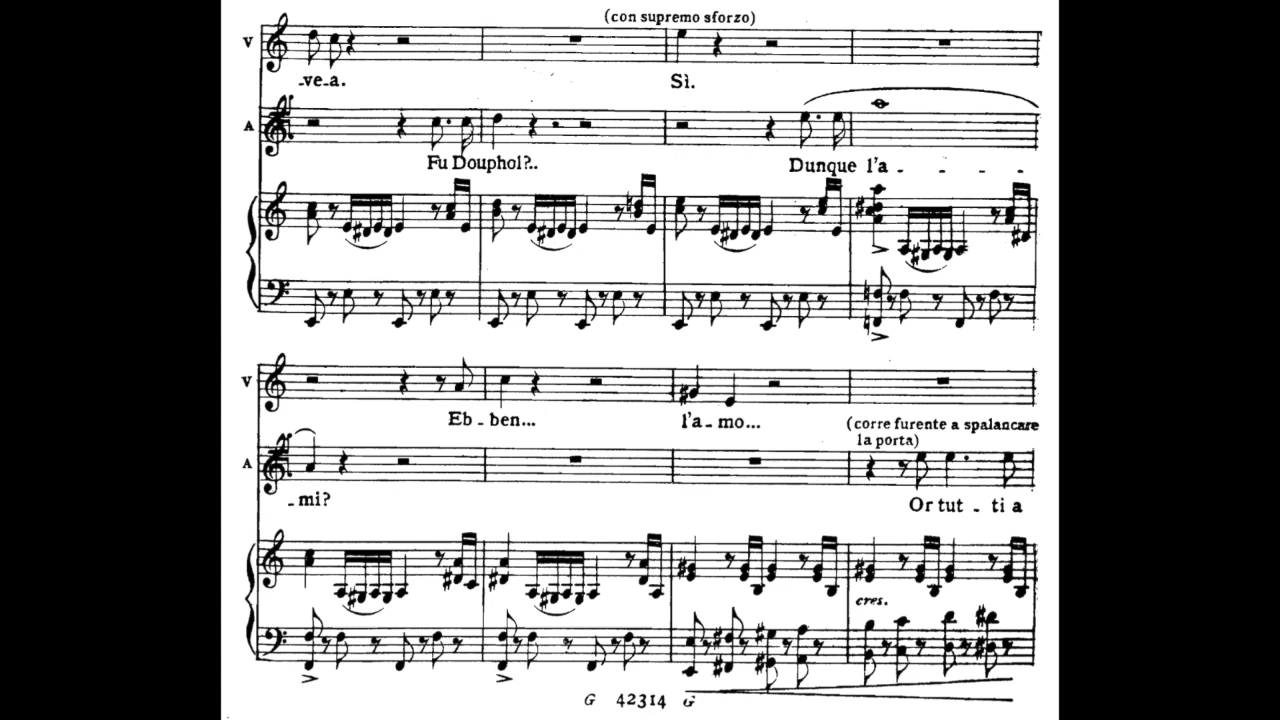 (con supremo sforzo)
V
-ve-a. Sì.
A
Fu Douphol?.. Dunque l'a - - - -
V
Eb - ben... l'a - mo... (corre furente a spalancare
la porta)
A
- mi? Or tut - ti a
cres.
G 42314 G